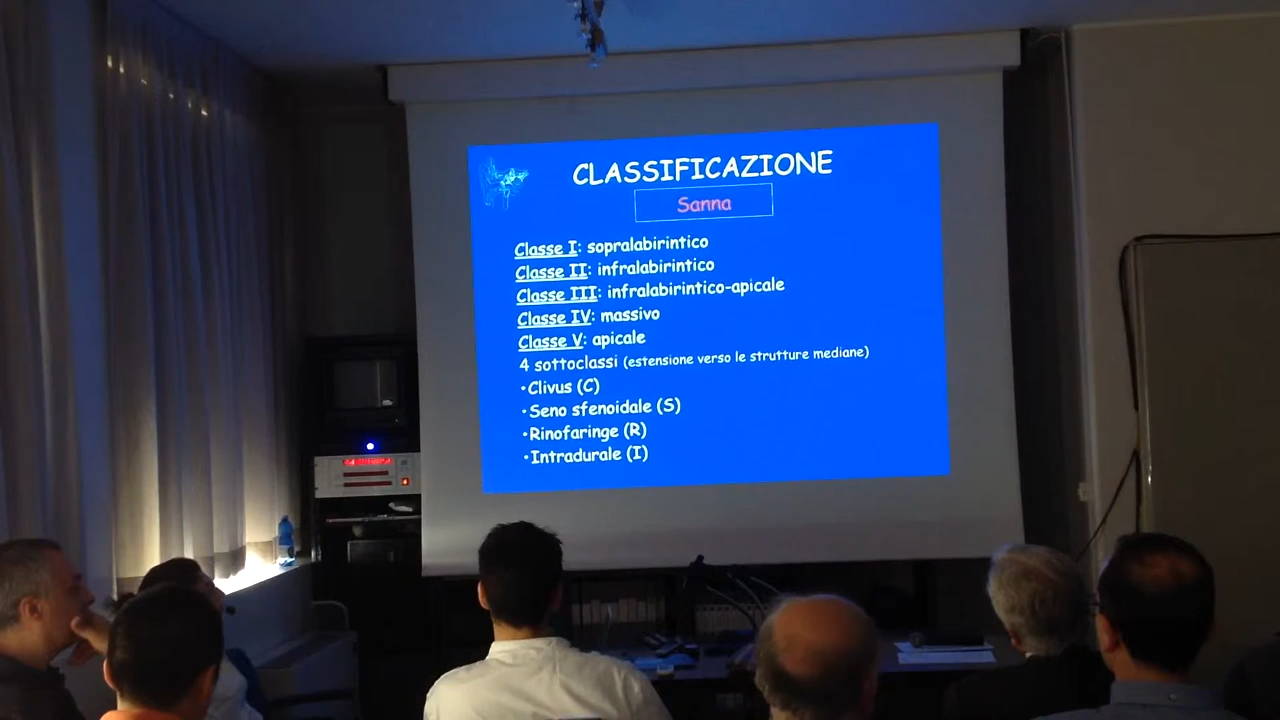 CLASSIFICAZIONE
Sanna
Classe I: sopralabirintico
Classe II: infralabirintico
Classe III: infralabirintico-apicale
Classe IV: massivo
Classe V: apicale
4 sottoclassi (estensione verso le strutture mediane)
•Clivus (C)
•Seno sfenoidale (S)
•Rinofaringe (R)
•Intradurale (I)